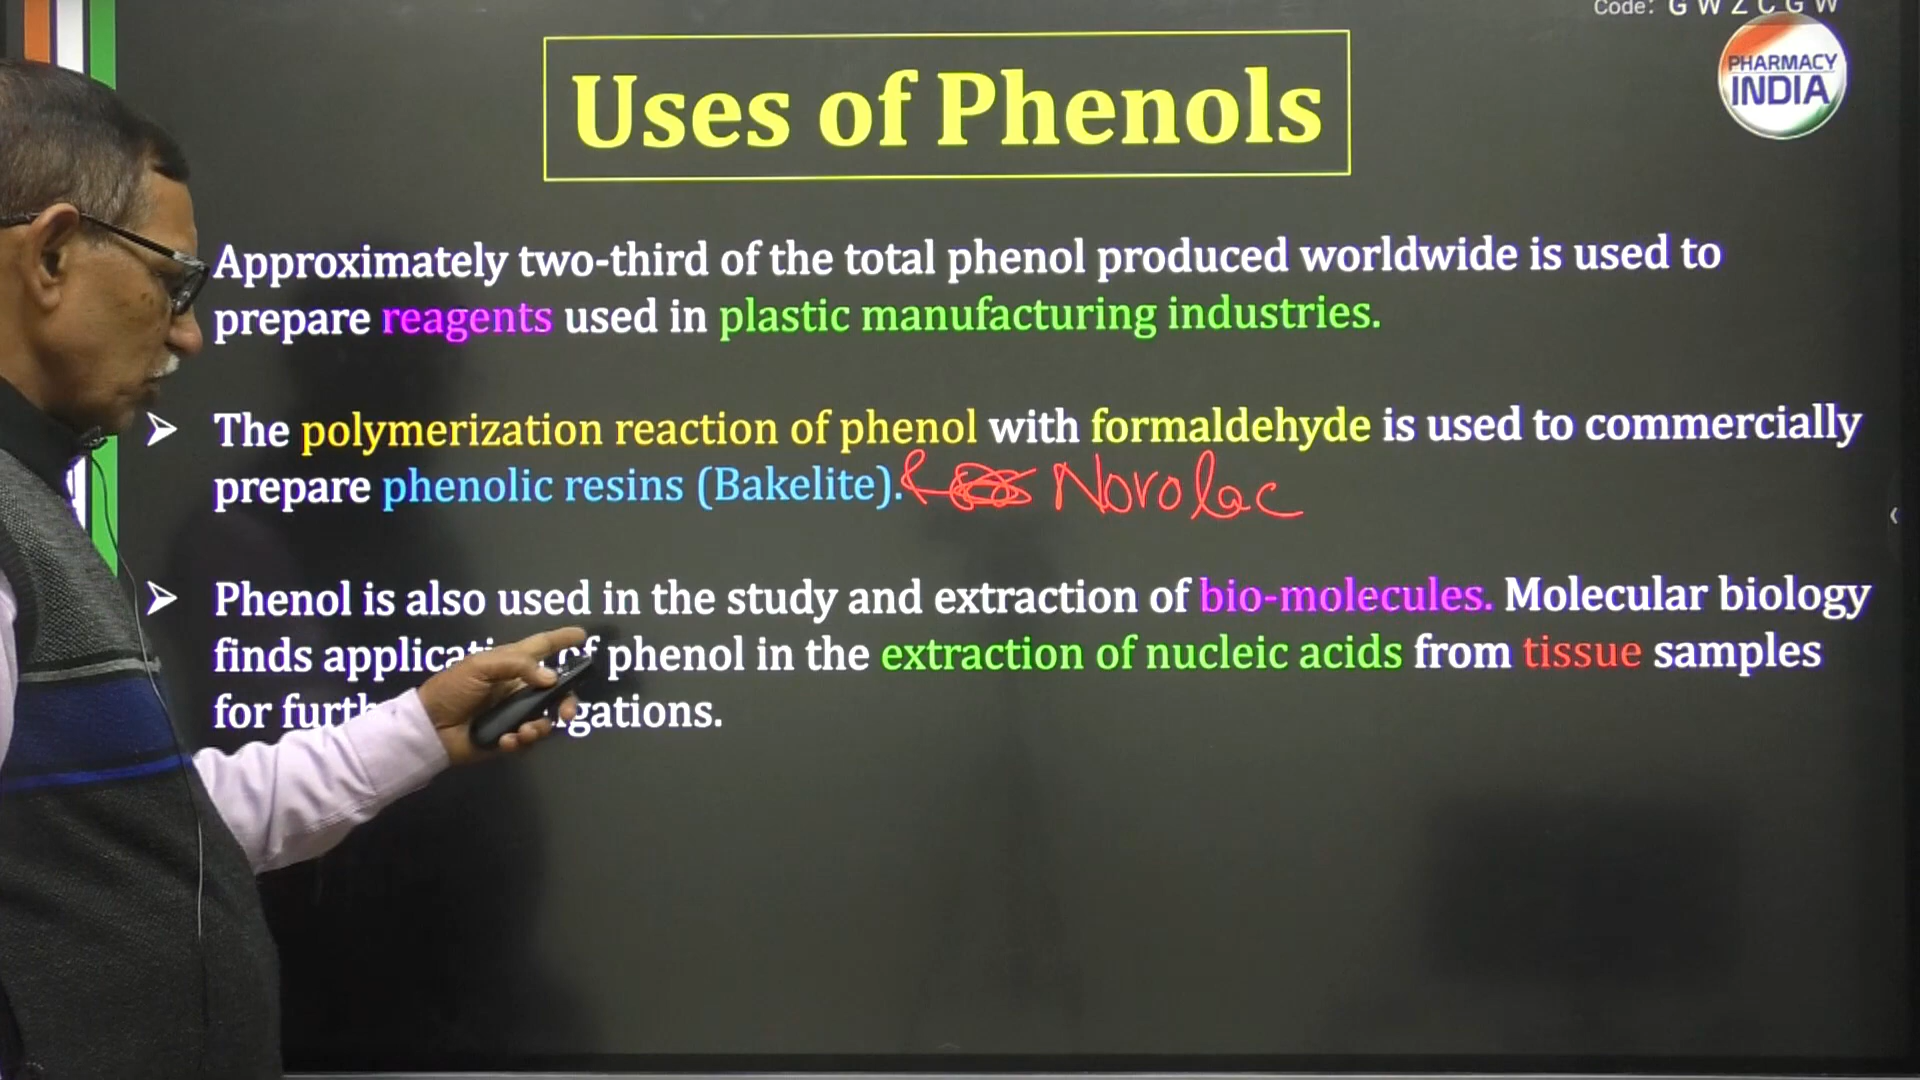 Code: G W Z C G W
PHARMACY
INDIA
Uses of Phenols
Approximately two-third of the total phenol produced worldwide is used to
prepare reagents used in plastic manufacturing industries.
➢ The polymerization reaction of phenol with formaldehyde is used to commercially
prepare phenolic resins (Bakelite). Novolac
➢ Phenol is also used in the study and extraction of bio-molecules. Molecular biology
finds of phenol in the extraction of nucleic acids from tissue samples
for